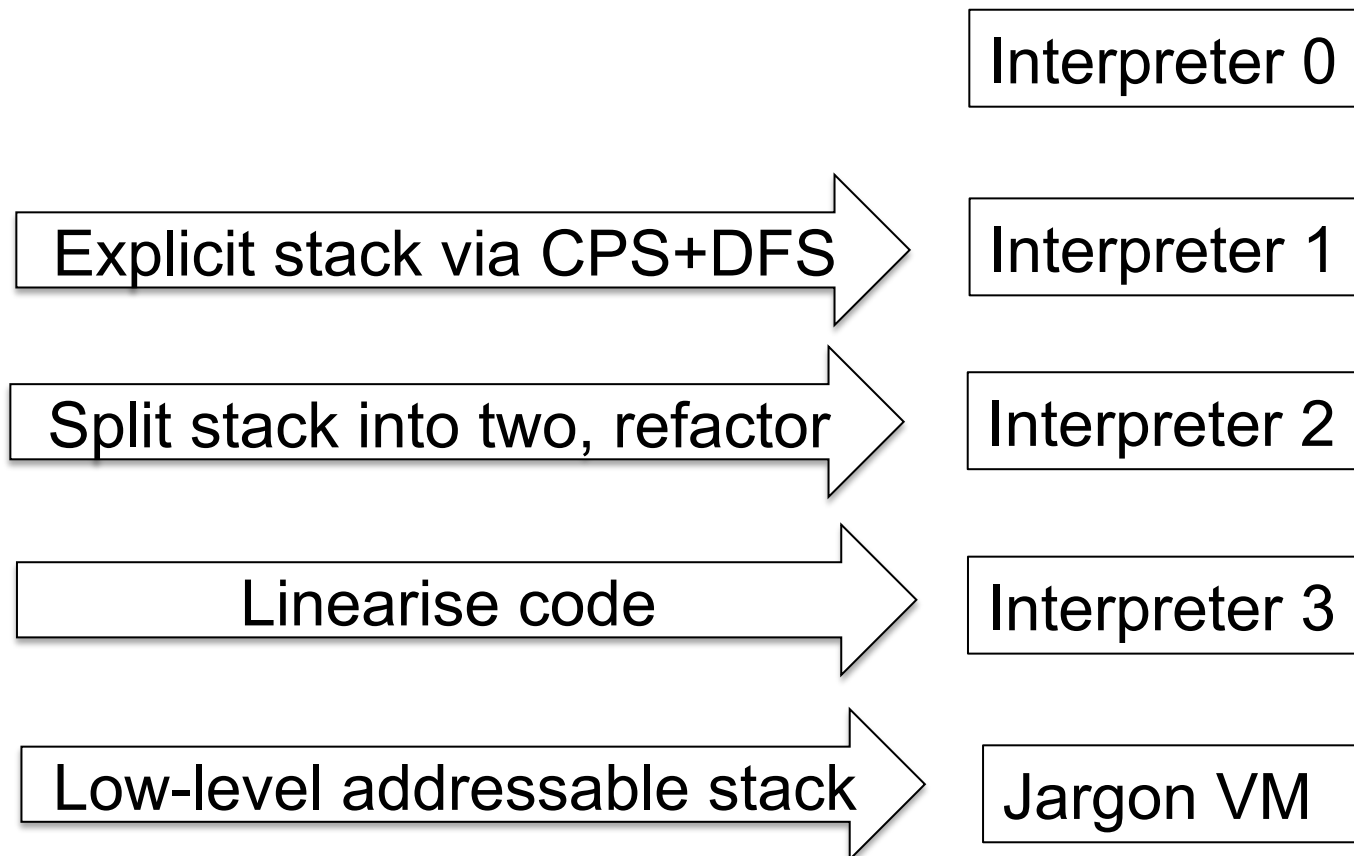 Interpreter 0
Explicit stack via CPS+DFS
Interpreter 1
Split stack into two, refactor
Interpreter 2
Linearise code
Interpreter 3
Low-level addressable stack
Jargon VM